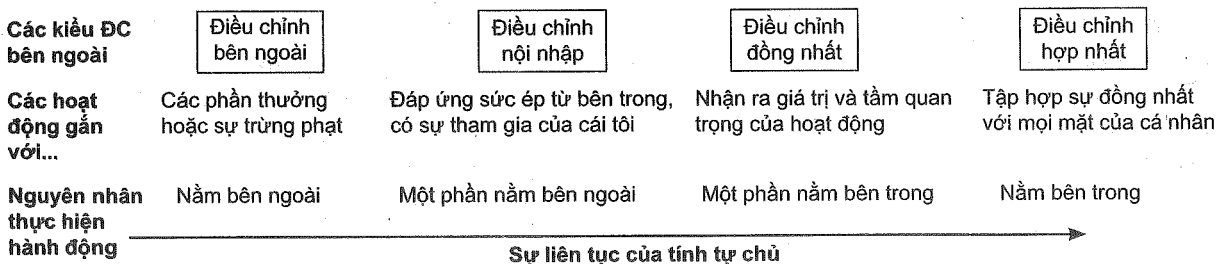 Các kiểu ĐC bên ngoài
Điều chỉnh bên ngoài
Điều chỉnh nội nhập
Điều chỉnh đồng nhất
Điều chỉnh hợp nhất
Các hoạt động gắn với...
Các phần thưởng hoặc sự trừng phạt
Đáp ứng sức ép từ bên trong, có sự tham gia của cái tôi
Nhận ra giá trị và tầm quan trọng của hoạt động
Tập hợp sự đồng nhất với mọi mặt của cá nhân
Nguyên nhân thực hiện hành động
Nằm bên ngoài
Một phần nằm bên ngoài
Một phần nằm bên trong
Nằm bên trong
Sự liên tục của tính tự chủ